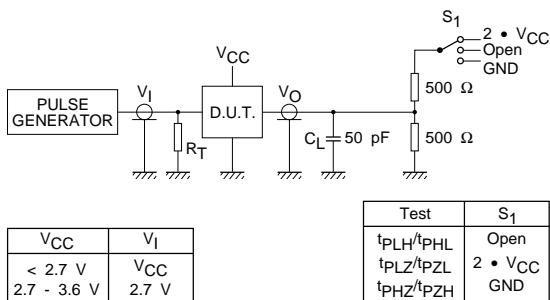 S1
2 • VCC
Open
GND
VCC
VI
VO
PULSE
GENERATOR
D.U.T.
RT
CL
50 pF
500 Ω
500 Ω
VCC VI
< 2.7 V VCC
2.7 - 3.6 V 2.7 V
Test S1
tPLH/tPHL Open
tPLZ/tPZL 2 • VCC
tPHZ/tPZH GND